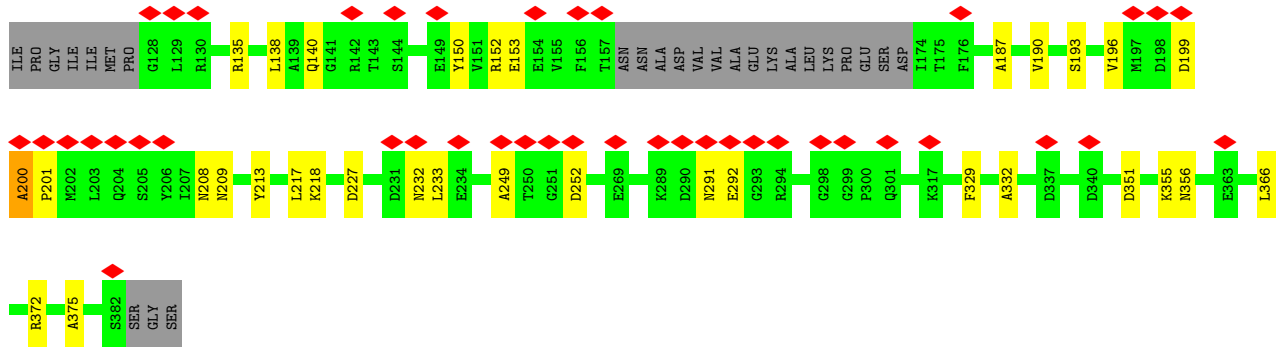 ILE PRO GLY ILE ILE MET PRO G128 L129 R130 R135 L138 A139 Q140 G141 R142 T143 S144 E149 Y150 V151 R152 E153 E154 V155 F156 T157 ASN ASN ALA ASP VAL VAL ALA GLU LYS ALA LEU LYS PRO GLU SER ASP I174 T175 F176 A187 V190 S193 V196 M197 D198 D199
A200 P201 M202 L203 Q204 S205 Y206 I207 N208 N209 Y213 L217 K218 D227 D231 N232 L233 E234 A249 T250 G251 D252 E269 K289 D290 N291 E292 G293 R294 G298 G299 P300 Q301 K317 F329 A332 D337 D340 D351 K355 N356 E363 L366
R372 A375 S382 SER GLY SER